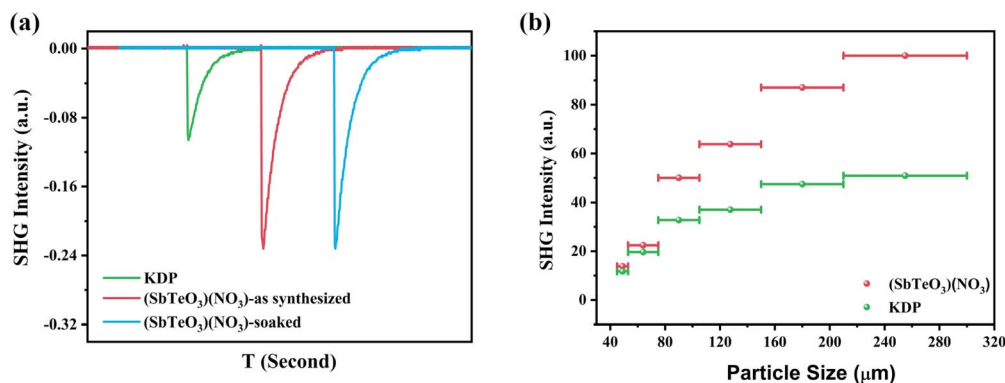 (a)
SHG Intensity (a.u.)
0.00
-0.08
-0.16
-0.24
-0.32
KDP
(SbTeO3)(NO3)-as synthesized
(SbTeO3)(NO3)-soaked
T (Second)
(b)
SHG Intensity (a.u.)
100
80
60
40
20
0
(SbTeO3)(NO3)
KDP
40
80
120
160
200
240
280
320
Particle Size (μm)